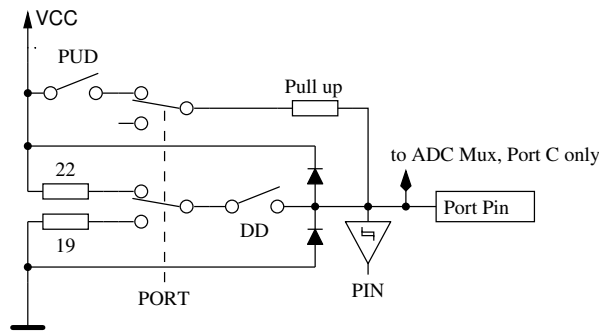 VCC
PUD
Pull up
to ADC Mux, Port C only
22
Port Pin
DD
19
PIN
PORT